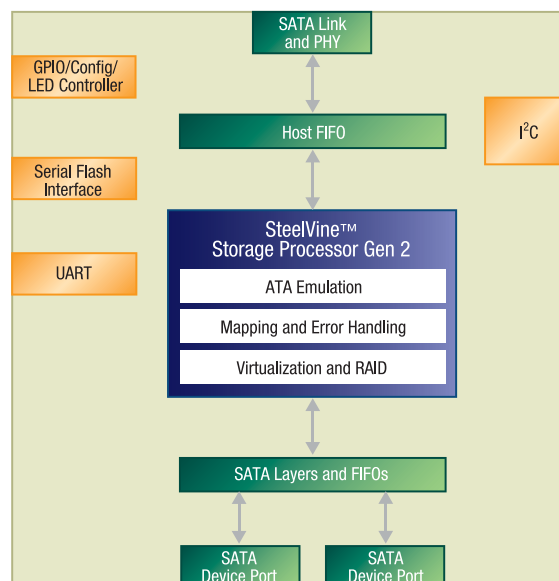 SATA Link
and PHY
GPIO/Config/
LED Controller
Host FIFO
I²C
Serial Flash
Interface
SteelVine™
Storage Processor Gen 2
UART
ATA Emulation
Mapping and Error Handling
Virtualization and RAID
SATA Layers and FIFOs
SATA
Device Port
SATA
Device Port